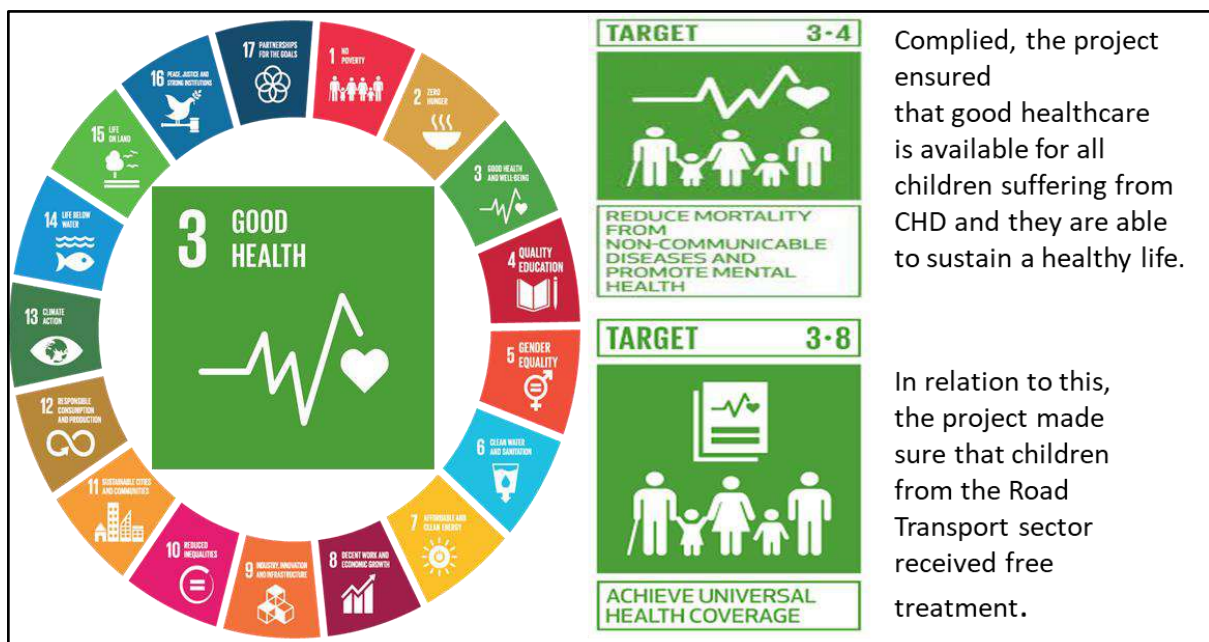 17 PARTNERSHIPS
FOR THE GOALS
1 NO
POVERTY
2 ZERO
HUNGER
3 GOOD HEALTH
AND WELL-BEING
4 QUALITY
EDUCATION
5 GENDER
EQUALITY
6 CLEAN WATER
AND SANITATION
7 AFFORDABLE AND
CLEAN ENERGY
8 DECENT WORK AND
ECONOMIC GROWTH
9 INDUSTRY, INNOVATION
AND INFRASTRUCTURE
10 REDUCED
INEQUALITIES
11 SUSTAINABLE CITIES
AND COMMUNITIES
12 RESPONSIBLE
CONSUMPTION
AND PRODUCTION
13 CLIMATE
ACTION
14 LIFE BELOW
WATER
15 LIFE
ON LAND
16 PEACE, JUSTICE AND
STRONG INSTITUTIONS
3 GOOD
HEALTH
TARGET 3·4
REDUCE MORTALITY
FROM
NON-COMMUNICABLE
DISEASES AND
PROMOTE MENTAL
HEALTH
Complied, the project
ensured
that good healthcare
is available for all
children suffering from
CHD and they are able
to sustain a healthy life.
TARGET 3·8
ACHIEVE UNIVERSAL
HEALTH COVERAGE
In relation to this,
the project made
sure that children
from the Road
Transport sector
received free
treatment.